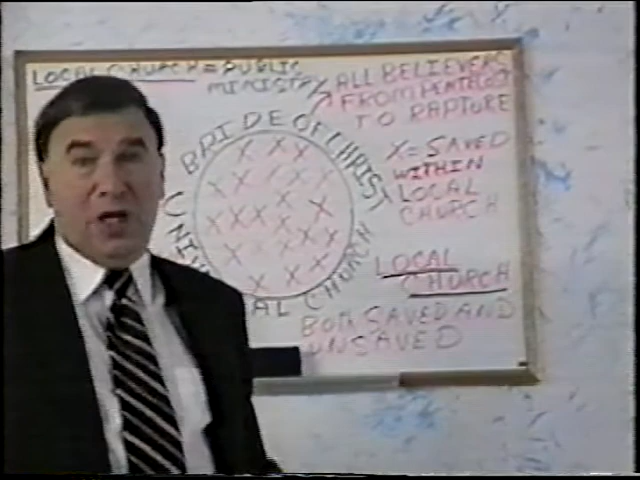 LOCAL CHURCH = PUBLIC
MINISTRY
ALL BELIEVERS
FROM PENTECOST
TO RAPTURE
BRIDE OF CHRIST
X = SAVED
WITHIN
LOCAL
CHURCH
UNIV AL CHURCH
LOCAL
CHURCH
BOTH SAVED AND
UNSAVED